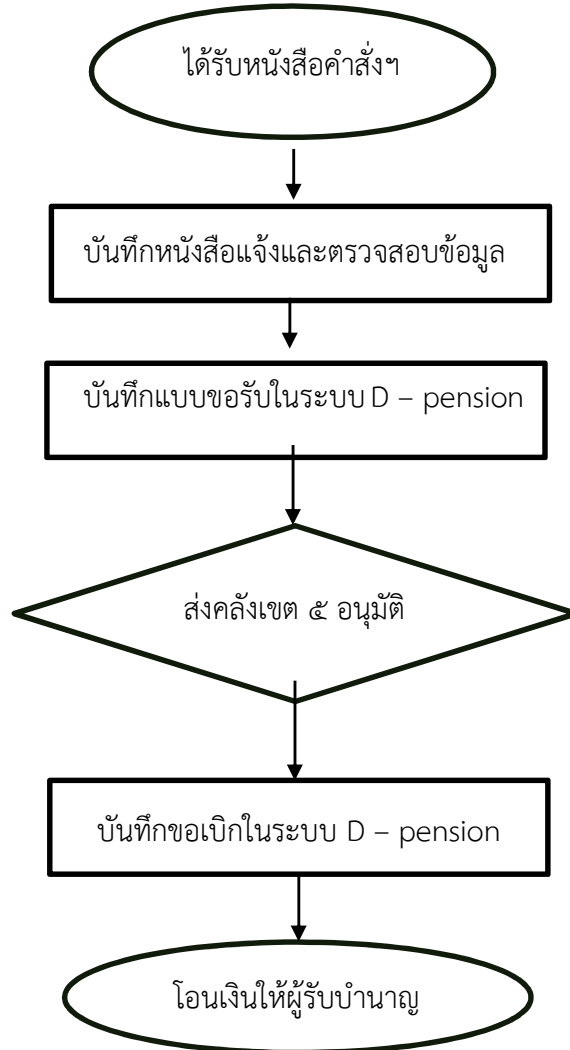 ได้รับหนังสือคำสั่งฯ
บันทึกหนังสือแจ้งและตรวจสอบข้อมูล
บันทึกแบบขอรับในระบบ D – pension
ส่งคลังเขต ๕ อนุมัติ
บันทึกขอเบิกในระบบ D – pension
โอนเงินให้ผู้รับบำนาญ